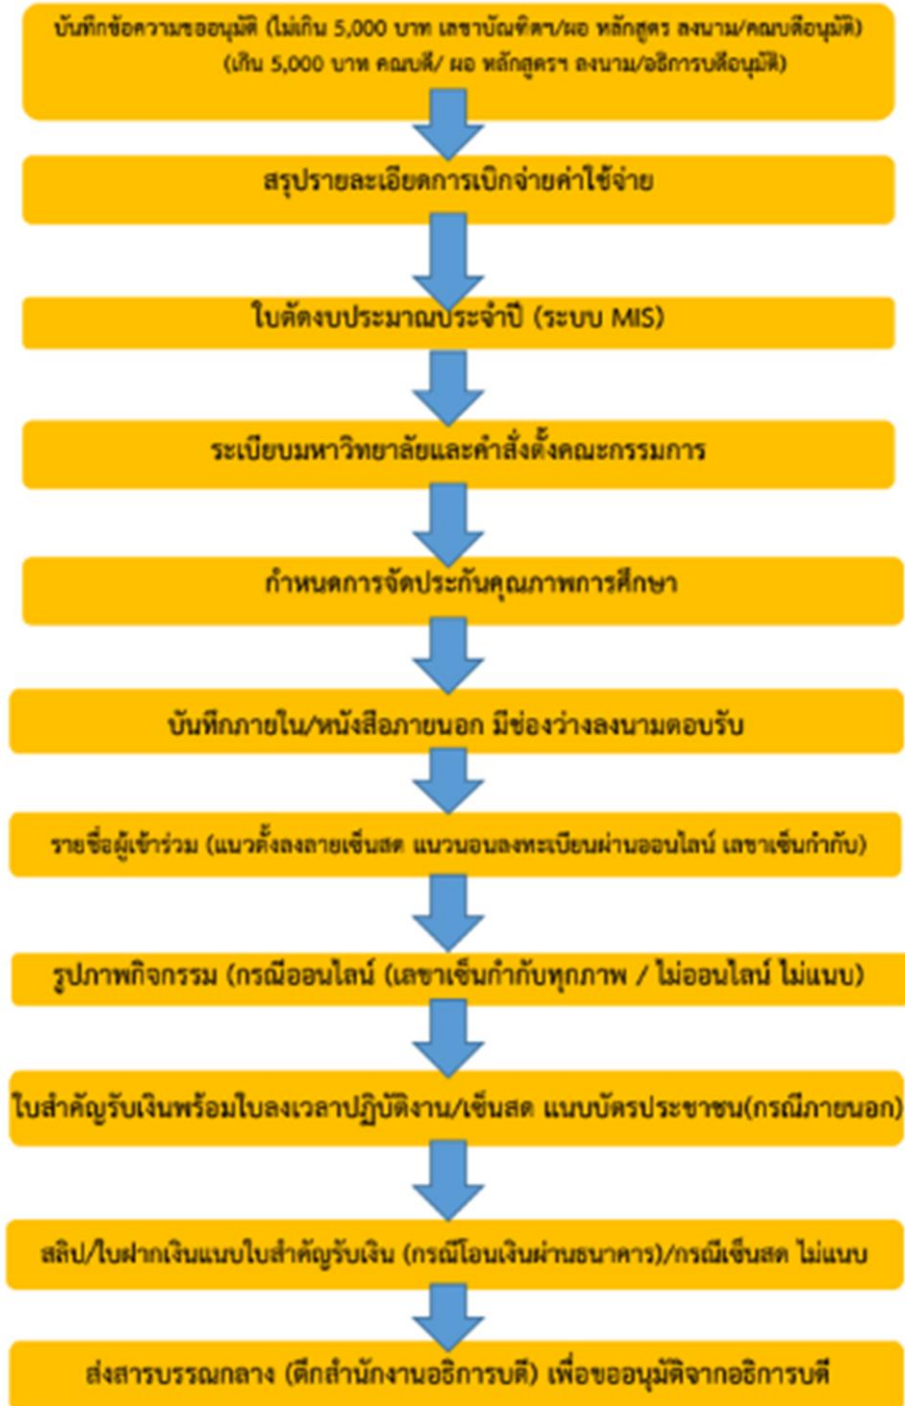 บันทึกข้อความขออนุมัติ (ไม่เกิน 5,000 บาท เลขาบัณฑิตฯ/ผอ หลักสูตร ลงนาม/คณบดีอนุมัติ)
(เกิน 5,000 บาท คณบดี/ ผอ หลักสูตรฯ ลงนาม/อธิการบดีอนุมัติ)
สรุปรายละเอียดการเบิกจ่ายค่าใช้จ่าย
ใบตัดงบประมาณประจำปี (ระบบ MIS)
ระเบียบมหาวิทยาลัยและคำสั่งตั้งคณะกรรมการ
กำหนดการจัดประกันคุณภาพการศึกษา
บันทึกภายใน/หนังสือภายนอก มีช่องว่างลงนามตอบรับ
รายชื่อผู้เข้าร่วม (แนวตั้งลงลายเซ็นสด แนวนอนลงทะเบียนผ่านออนไลน์ เลขาเซ็นกำกับ)
รูปภาพกิจกรรม (กรณีออนไลน์ (เลขาเซ็นกำกับทุกภาพ / ไม่ออนไลน์ ไม่แนบ)
ใบสำคัญรับเงินพร้อมใบลงเวลาปฏิบัติงาน/เซ็นสด แนบบัตรประชาชน(กรณีภายนอก)
สลิป/ใบฝากเงินแนบใบสำคัญรับเงิน (กรณีโอนเงินผ่านธนาคาร)/กรณีเซ็นสด ไม่แนบ
ส่งสารบรรณกลาง (ตึกสำนักงานอธิการบดี) เพื่อขออนุมัติจากอธิการบดี